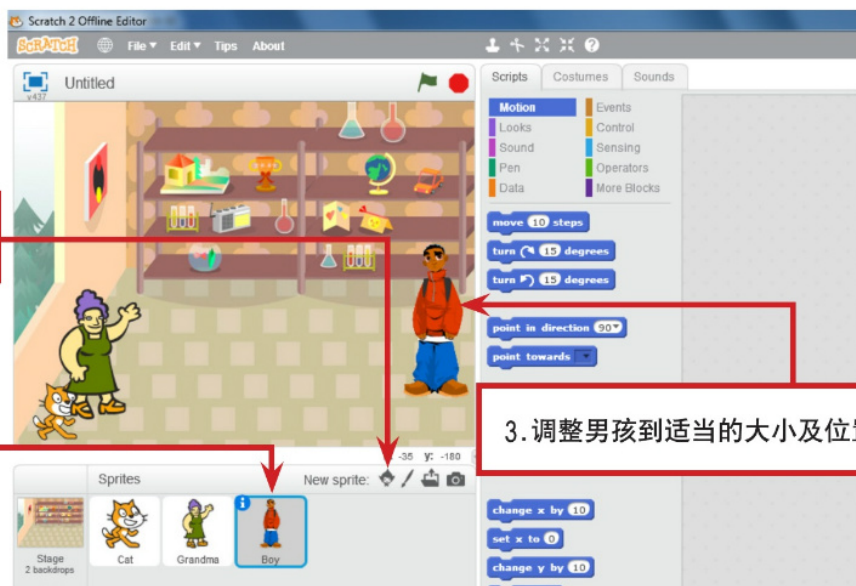 Scratch 2 Offline Editor
SCRATCH File Edit Tips About
Untitled
v437
Scripts Costumes Sounds
Motion Events
Looks Control
Sound Sensing
Pen Operators
Data More Blocks
move 10 steps
turn 15 degrees
turn 15 degrees
point in direction 90
point towards
3.调整男孩到适当的大小及位置
-35 y: -180
Sprites New sprite:
Stage
2 backdrops
Cat Grandma Boy
i
change x by 10
set x to 0
change y by 10